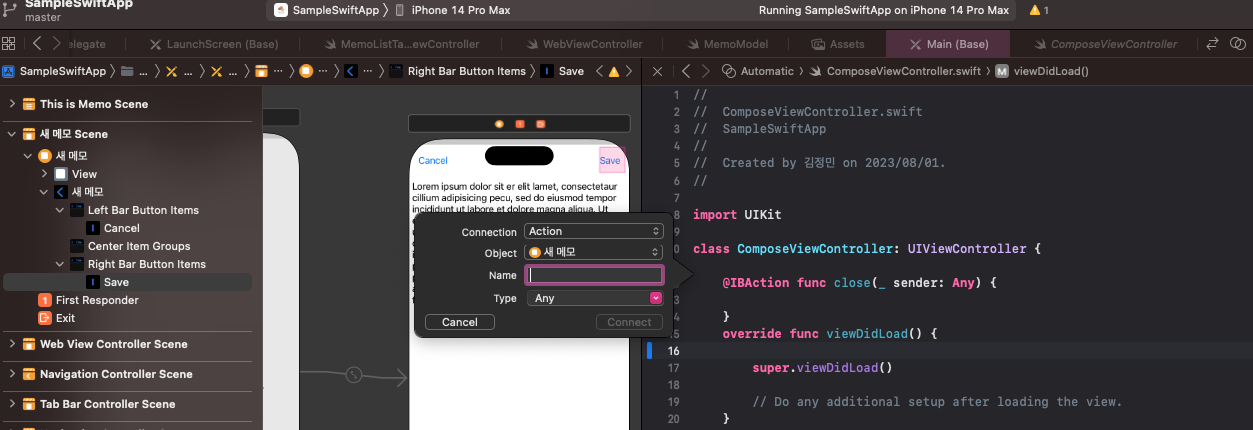 SampleSwiftApp
master
SampleSwiftApp
iPhone 14 Pro Max
Running SampleSwiftApp on iPhone 14 Pro Max
1
elegate
LaunchScreen (Base)
MemoListTa...ewController
WebViewController
MemoModel
Assets
Main (Base)
ComposeViewController
SampleSwiftApp
...
...
...
...
...
...
Right Bar Button Items
Save
Automatic
ComposeViewController.swift
M
viewDidLoad()
This is Memo Scene
새 메모 Scene
새 메모
View
새 메모
Left Bar Button Items
Cancel
Center Item Groups
Right Bar Button Items
Save
First Responder
Exit
Web View Controller Scene
Navigation Controller Scene
Tab Bar Controller Scene
Cancel
Save
Lorem ipsum dolor sit er elit lamet, consectetaur
cillium adipisicing pecu, sed do eiusmod tempor
incididunt ut labore et dolore magna aliqua. Ut
Connection
Action
Object
새 메모
Name
Type
Any
Cancel
Connect
1 //
2 // ComposeViewController.swift
3 // SampleSwiftApp
4 //
5 // Created by 김정민 on 2023/08/01.
6 //
7
8 import UIKit
class ComposeViewController: UIViewController {
@IBAction func close(_ sender: Any) {
}
override func viewDidLoad() {
16
17 super.viewDidLoad()
18
19 // Do any additional setup after loading the view.
20 }